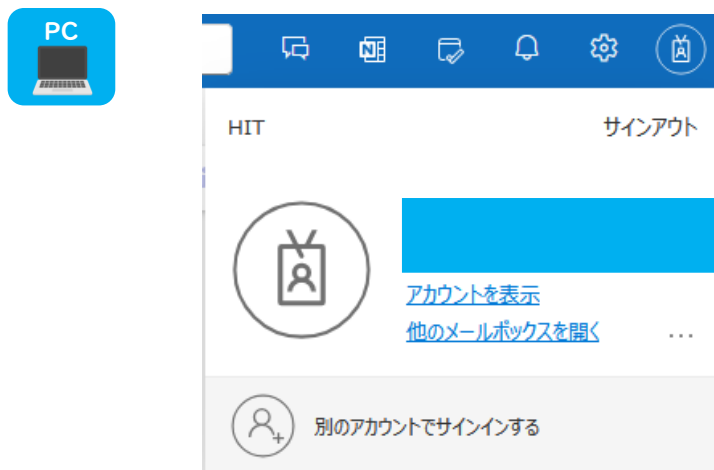 PC
HIT
サインアウト
アカウントを表示
他のメールボックスを開く
...
別のアカウントでサインインする